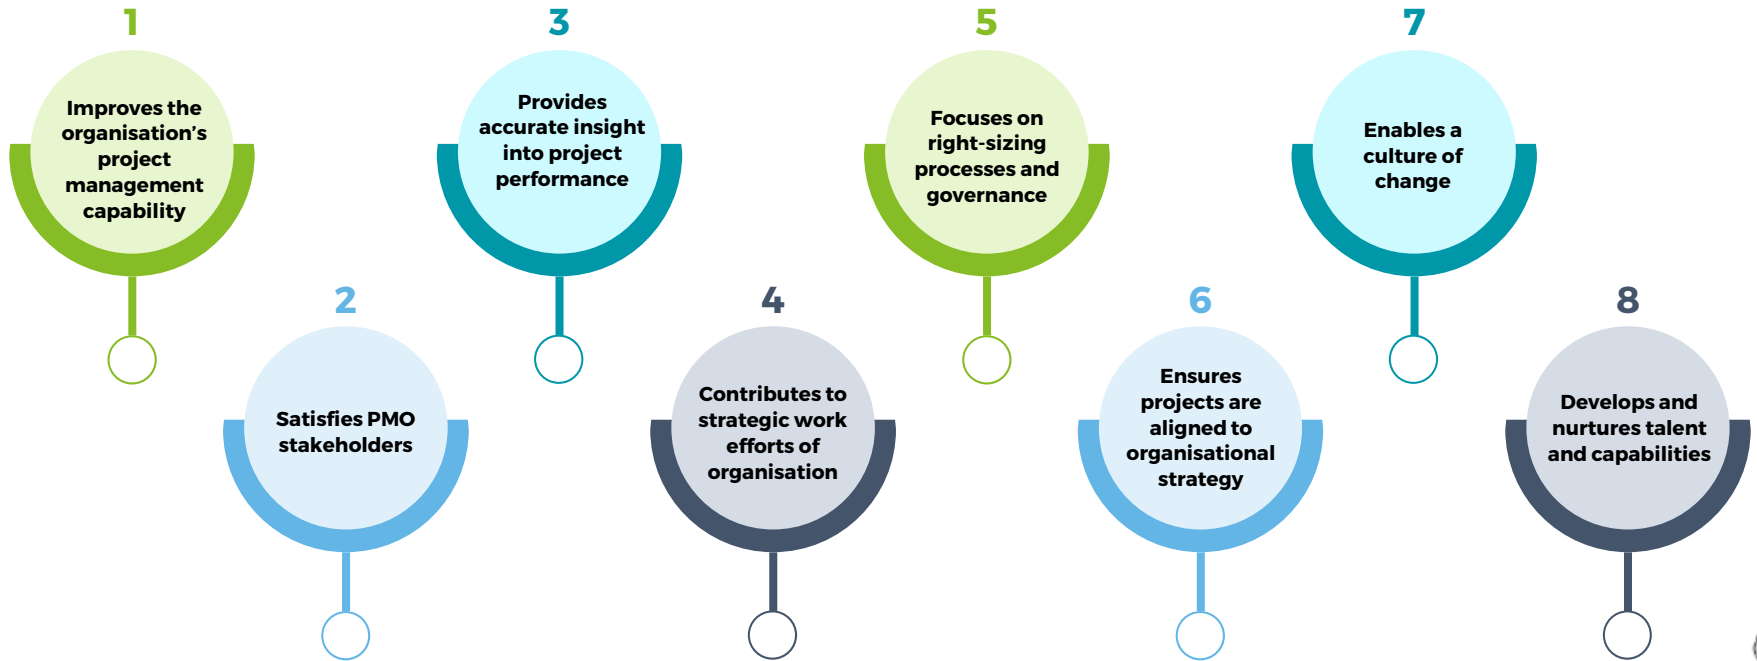 1
Improves the
organisation's
project
management
capability
2
Satisfies PMO
stakeholders
3
Provides
accurate insight
into project
performance
4
Contributes to
strategic work
efforts of
organisation
5
Focuses on
right-sizing
processes and
governance
6
Ensures
projects are
aligned to
organisational
strategy
7
Enables a
culture of
change
8
Develops and
nurtures talent
and capabilities